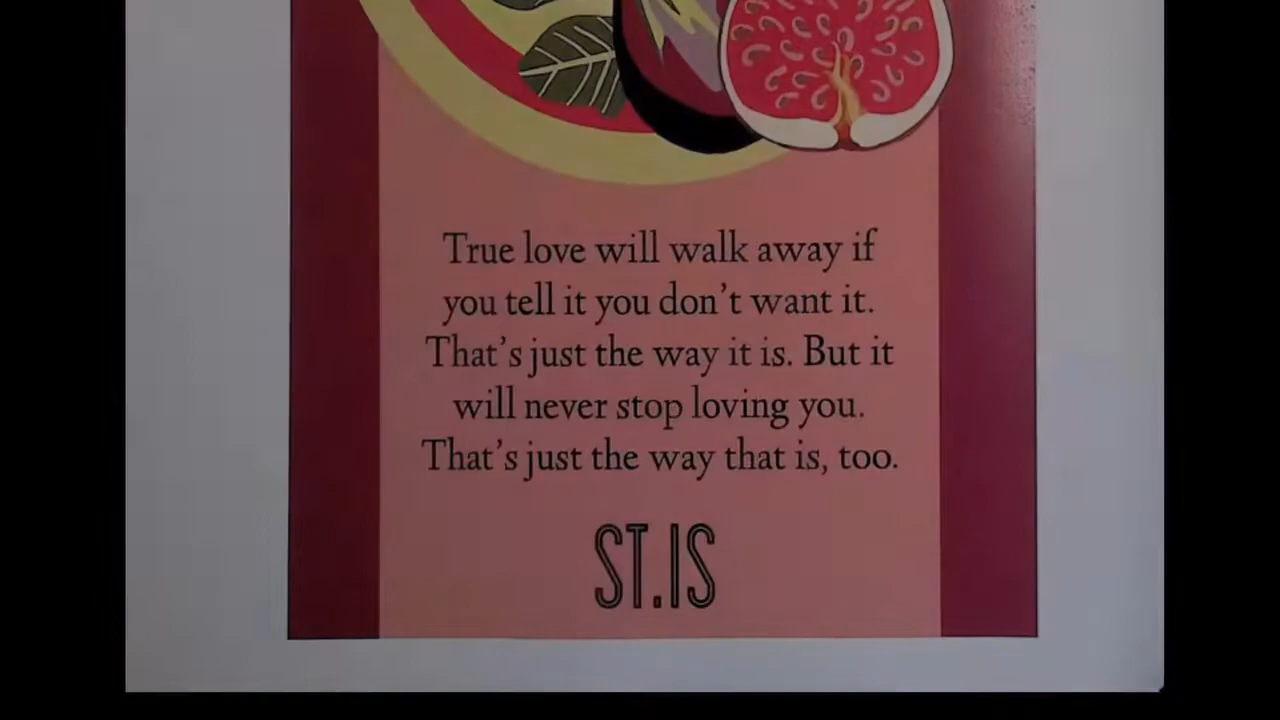 True love will walk away if
you tell it you don't want it.
That's just the way it is. But it
will never stop loving you.
That's just the way that is, too.
ST.IS